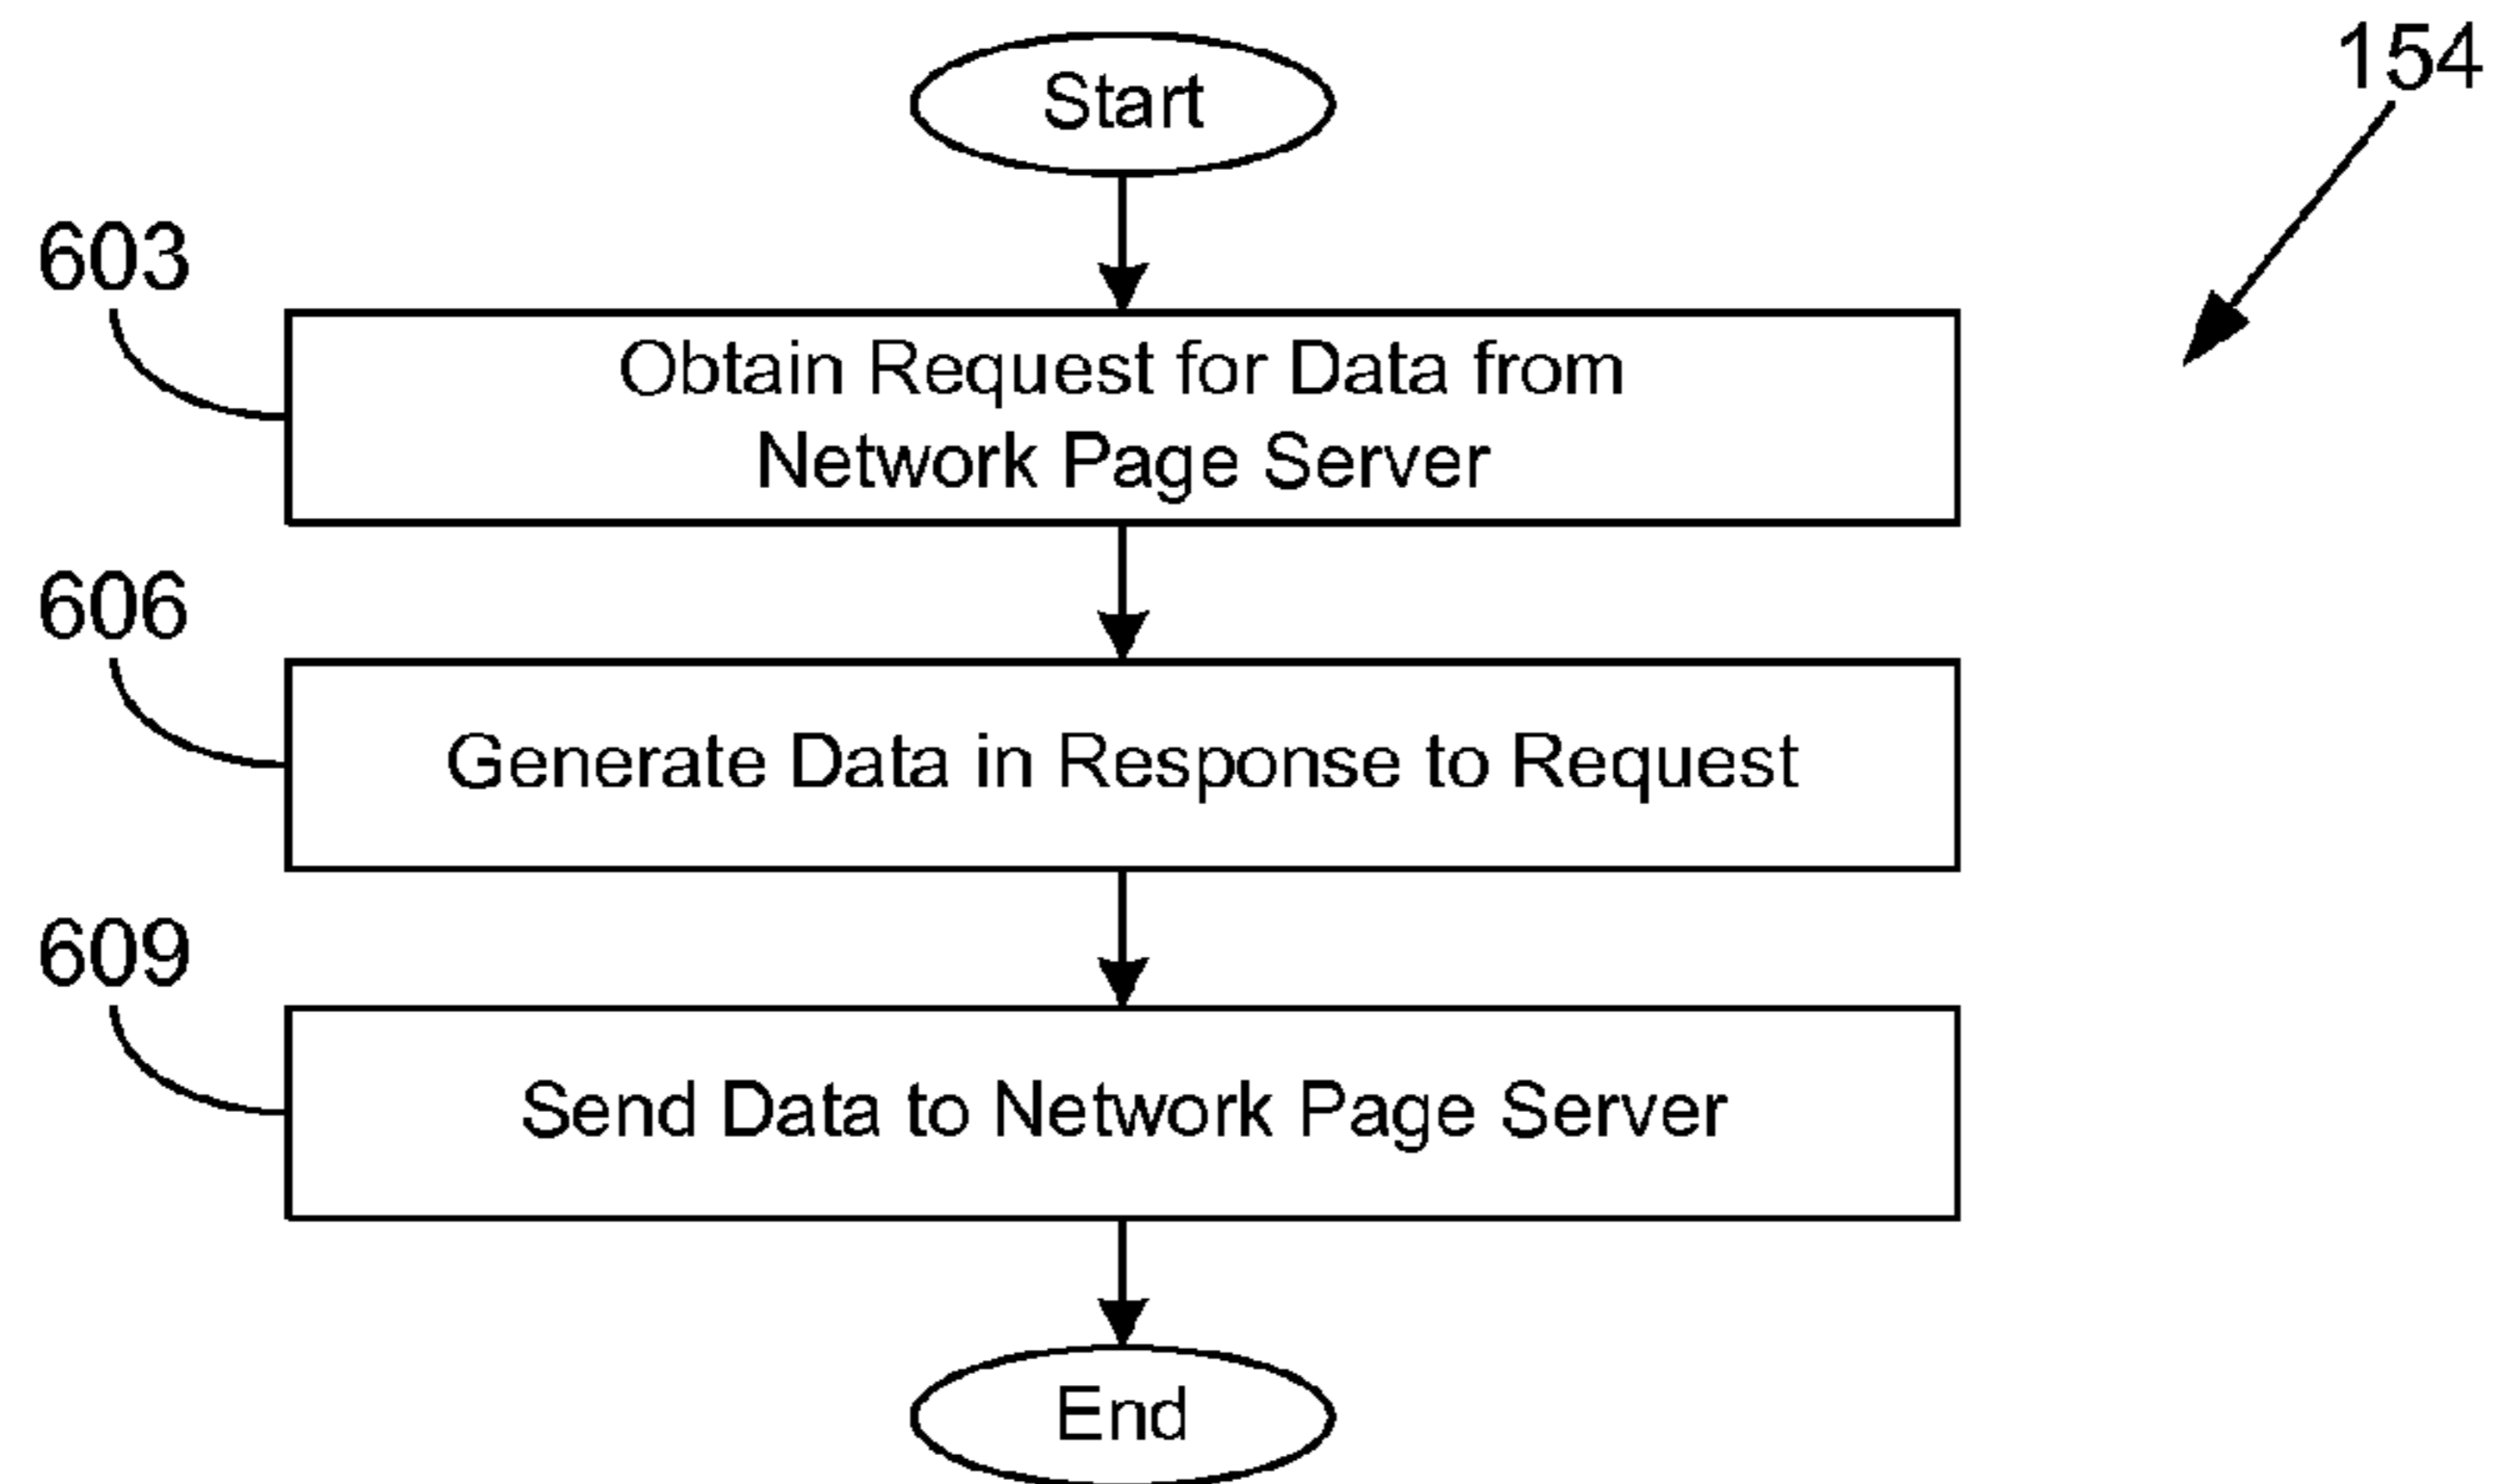 Start
154
603
Obtain Request for Data from
Network Page Server
606
Generate Data in Response to Request
609
Send Data to Network Page Server
End